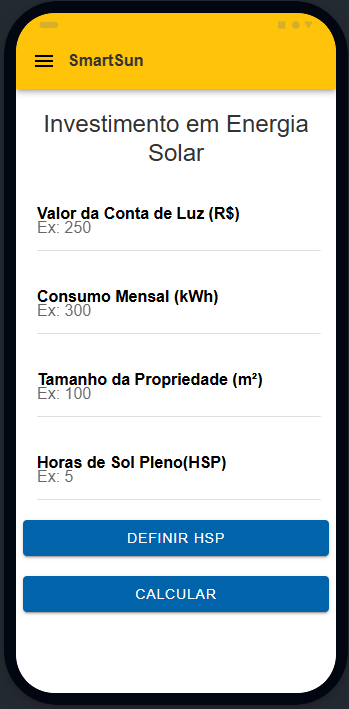 SmartSun
Investimento em Energia
Solar
Valor da Conta de Luz (R$)
Ex: 250
Consumo Mensal (kWh)
Ex: 300
Tamanho da Propriedade (m²)
Ex: 100
Horas de Sol Pleno(HSP)
Ex: 5
DEFINIR HSP
CALCULAR